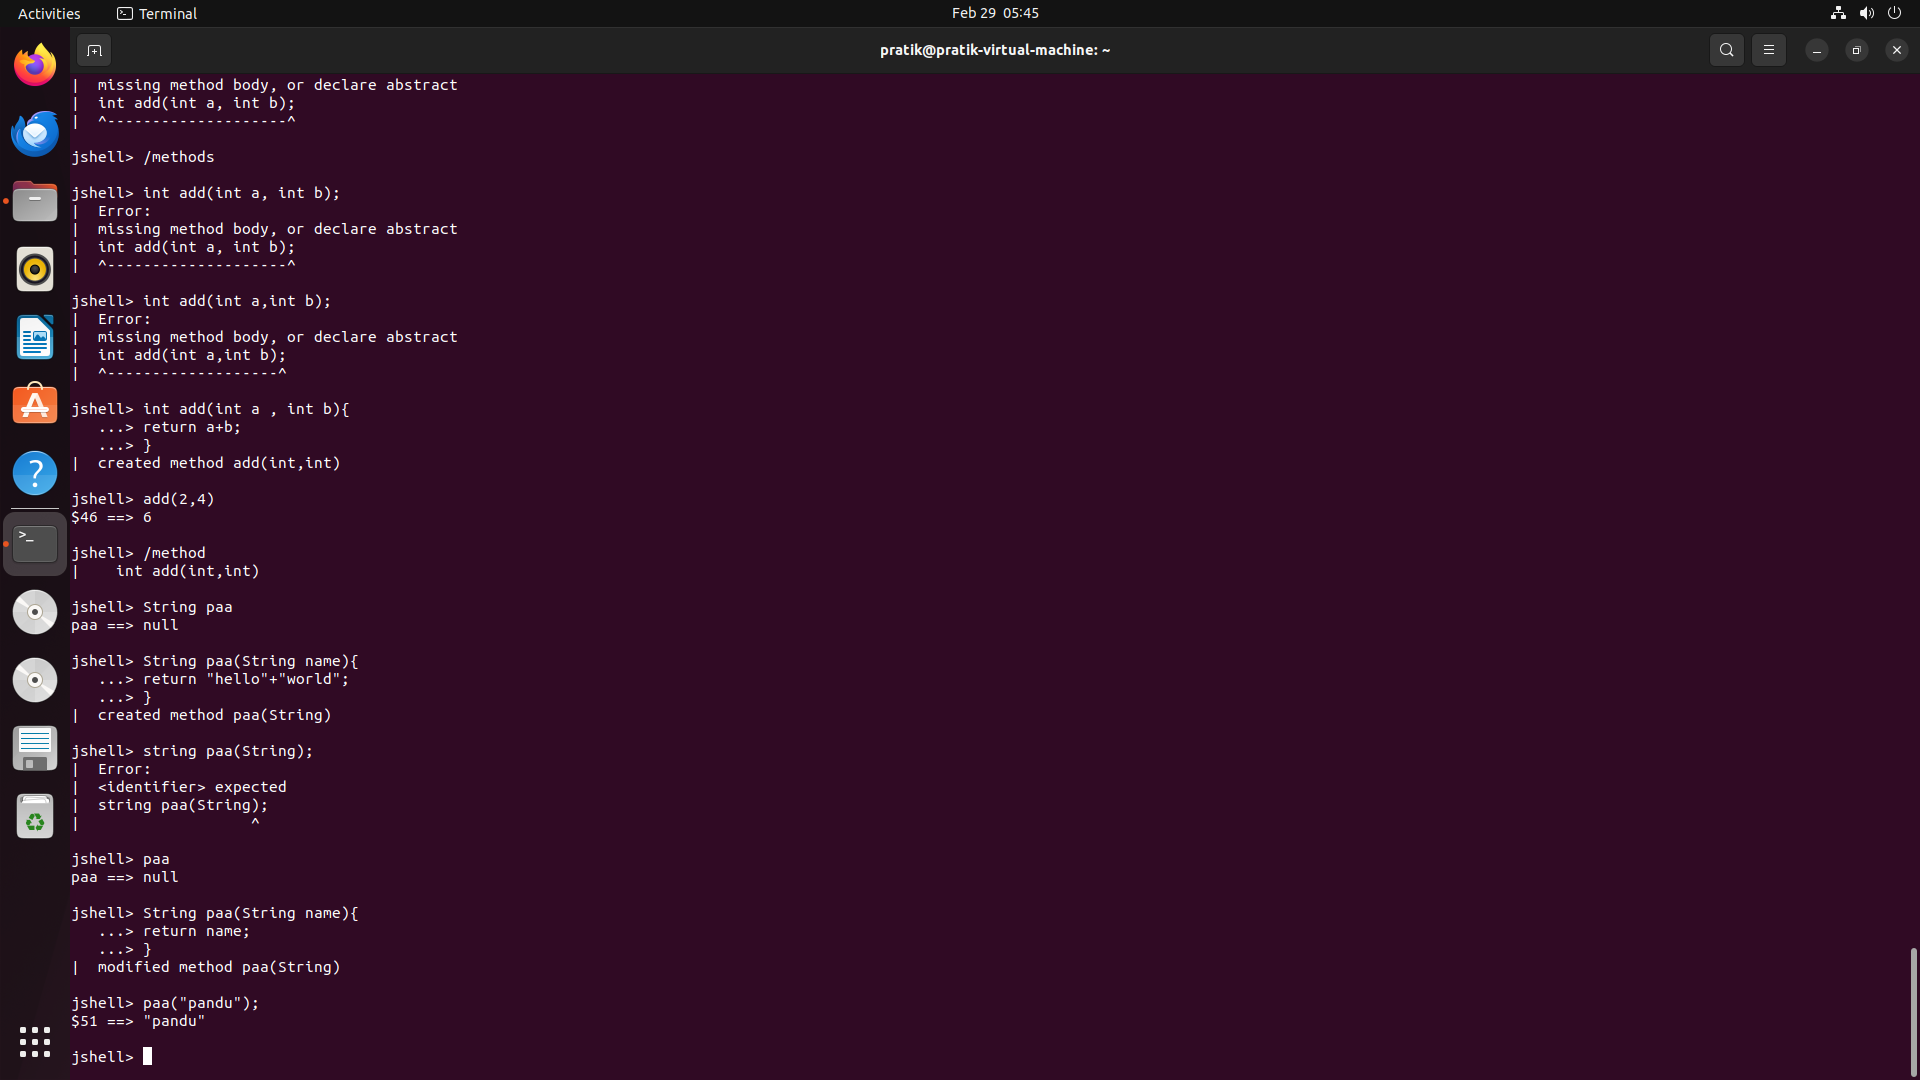 Activities
Terminal
Feb 29 05:45
pratik@pratik-virtual-machine: ~
| missing method body, or declare abstract
| int add(int a, int b);
| ^--------------------^
jshell> /methods
jshell> int add(int a, int b);
| Error:
| missing method body, or declare abstract
| int add(int a, int b);
| ^--------------------^
jshell> int add(int a,int b);
| Error:
| missing method body, or declare abstract
| int add(int a,int b);
| ^-------------------^
jshell> int add(int a , int b){
...> return a+b;
...> }
| created method add(int,int)
jshell> add(2,4)
$46 ==> 6
jshell> /method
| int add(int,int)
jshell> String paa
paa ==> null
jshell> String paa(String name){
...> return "hello"+"world";
...> }
| created method paa(String)
jshell> string paa(String);
| Error:
| <identifier> expected
| string paa(String);
| ^
jshell> paa
paa ==> null
jshell> String paa(String name){
...> return name;
...> }
| modified method paa(String)
jshell> paa("pandu");
$51 ==> "pandu"
jshell>